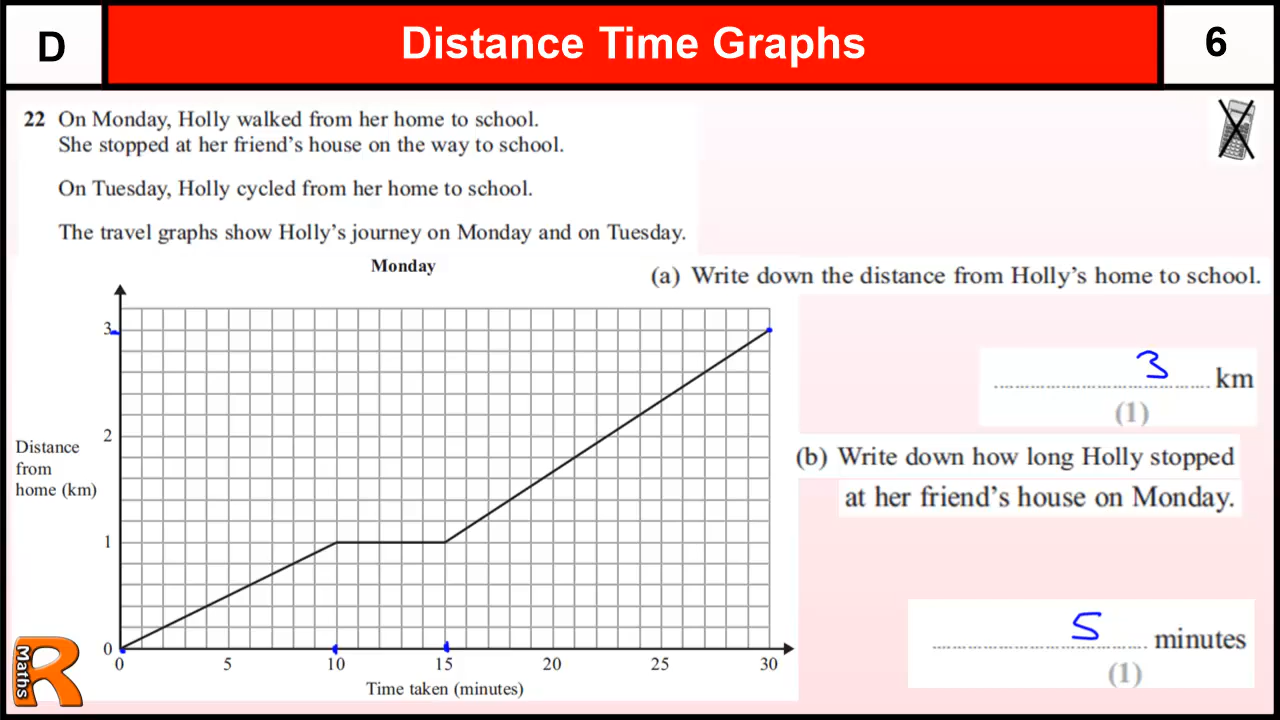 D
Distance Time Graphs
6
22 On Monday, Holly walked from her home to school.
She stopped at her friend's house on the way to school.
On Tuesday, Holly cycled from her home to school.
The travel graphs show Holly's journey on Monday and on Tuesday.
Monday
(a) Write down the distance from Holly's home to school.
3
3 km
(1)
2
Distance
from
home (km)
(b) Write down how long Holly stopped
at her friend's house on Monday.
1
5 minutes
(1)
0
0 5 10 15 20 25 30
Time taken (minutes)
R
Maths